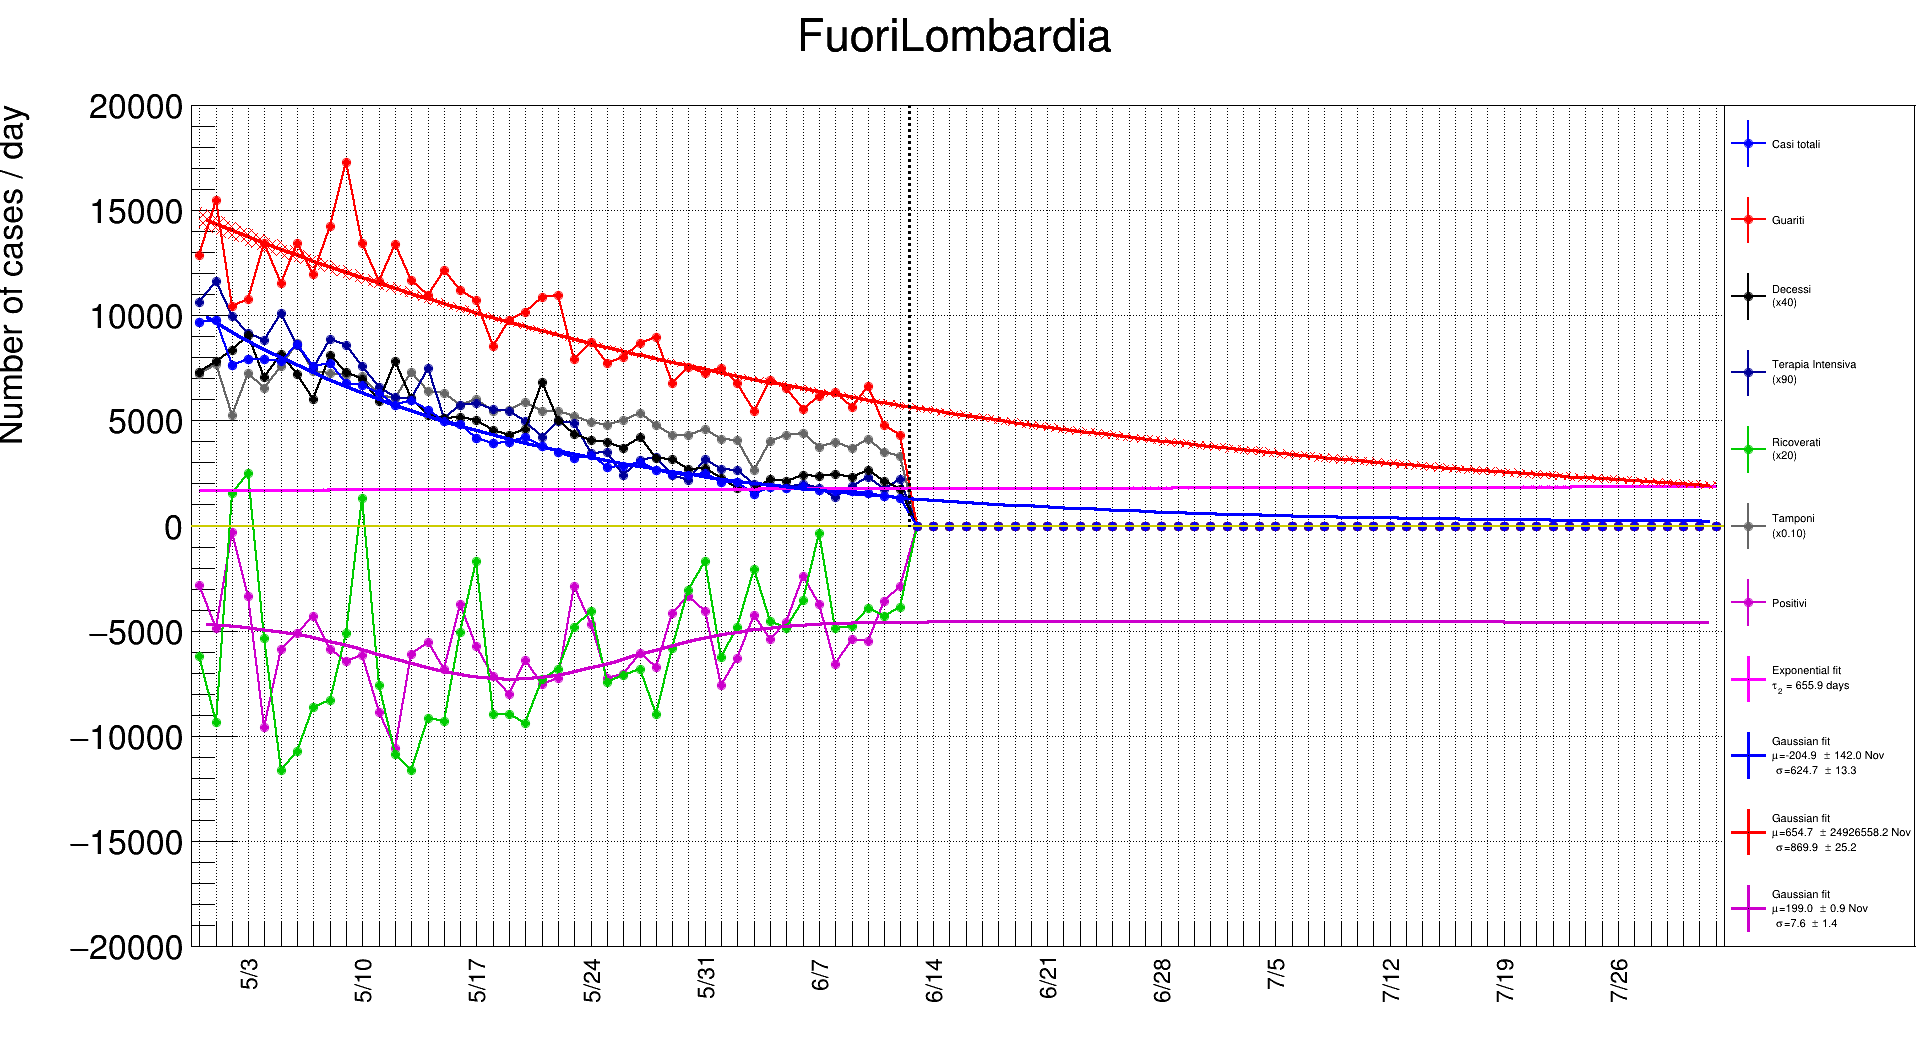 FuoriLombardia
Number of cases / day
20000
15000
10000
5000
0
−5000
−10000
−15000
−20000
5/3
5/10
5/17
5/24
5/31
6/7
6/14
6/21
6/28
7/5
7/12
7/19
7/26
Casi totali
Guariti
Decessi
(x40)
Terapia Intensiva
(x90)
Ricoverati
(x20)
Tamponi
(x0.10)
Positivi
Exponential fit
τ2 = 655.9 days
Gaussian fit
μ=-204.9 ± 142.0 Nov
σ=624.7 ± 13.3
Gaussian fit
μ=654.7 ± 24926558.2 Nov
σ=869.9 ± 25.2
Gaussian fit
μ=199.0 ± 0.9 Nov
σ=7.6 ± 1.4